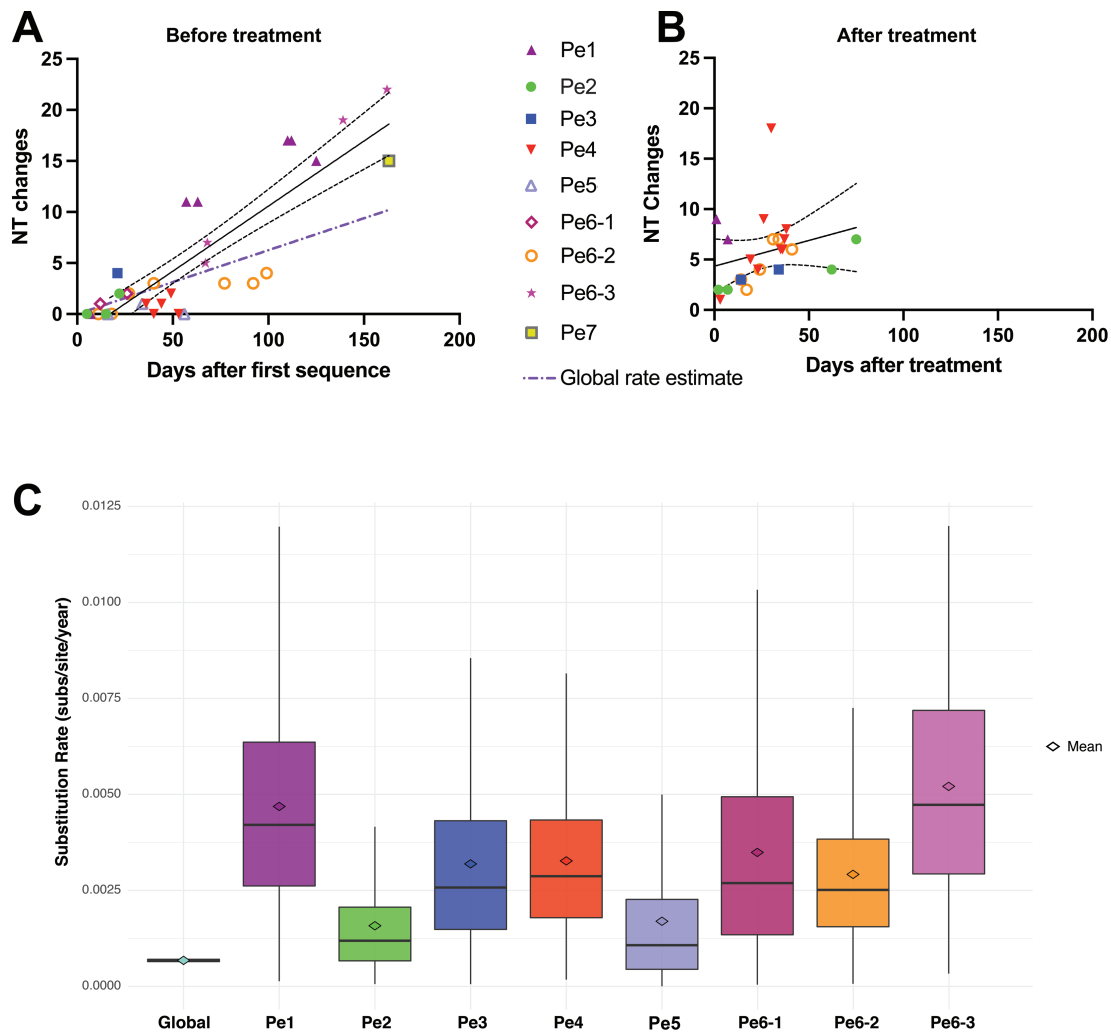 A
Before treatment
25
20
15
10
5
0
NT changes
0
50
100
150
200
Days after first sequence
Pe1
Pe2
Pe3
Pe4
Pe5
Pe6-1
Pe6-2
Pe6-3
Pe7
Global rate estimate
B
After treatment
25
20
15
10
5
0
NT Changes
0
50
100
150
200
Days after treatment
C
0.0125
0.0100
0.0075
0.0050
0.0025
0.0000
Substitution Rate (subs/site/year)
Global
Pe1
Pe2
Pe3
Pe4
Pe5
Pe6-1
Pe6-2
Pe6-3
Mean